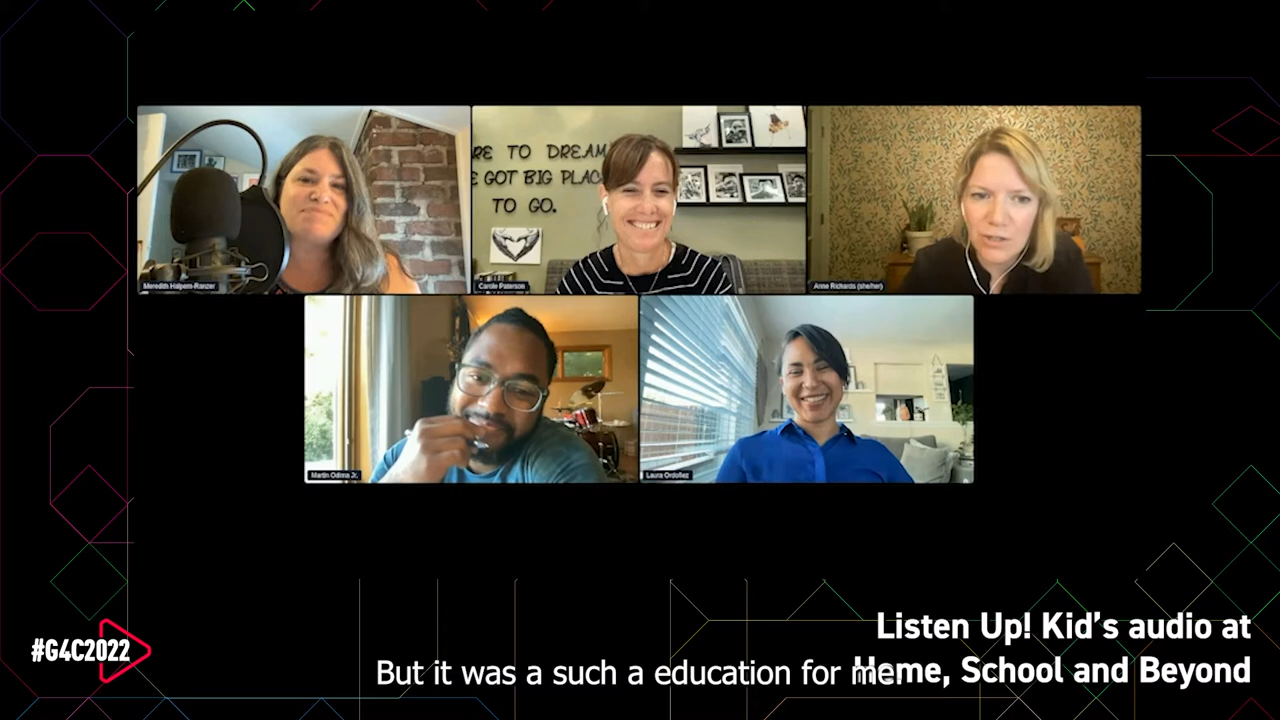 RE TO DREAM
E GOT BIG PLAC
TO GO.
Meredith Halpern-Ranzer
Carole Paterson
Anne Richards (she/her)
Martin Odima Jr.
Laura Ordoñez
#G4C2022
Listen Up! Kid's audio at
Home, School and Beyond
But it was a such a education for me.